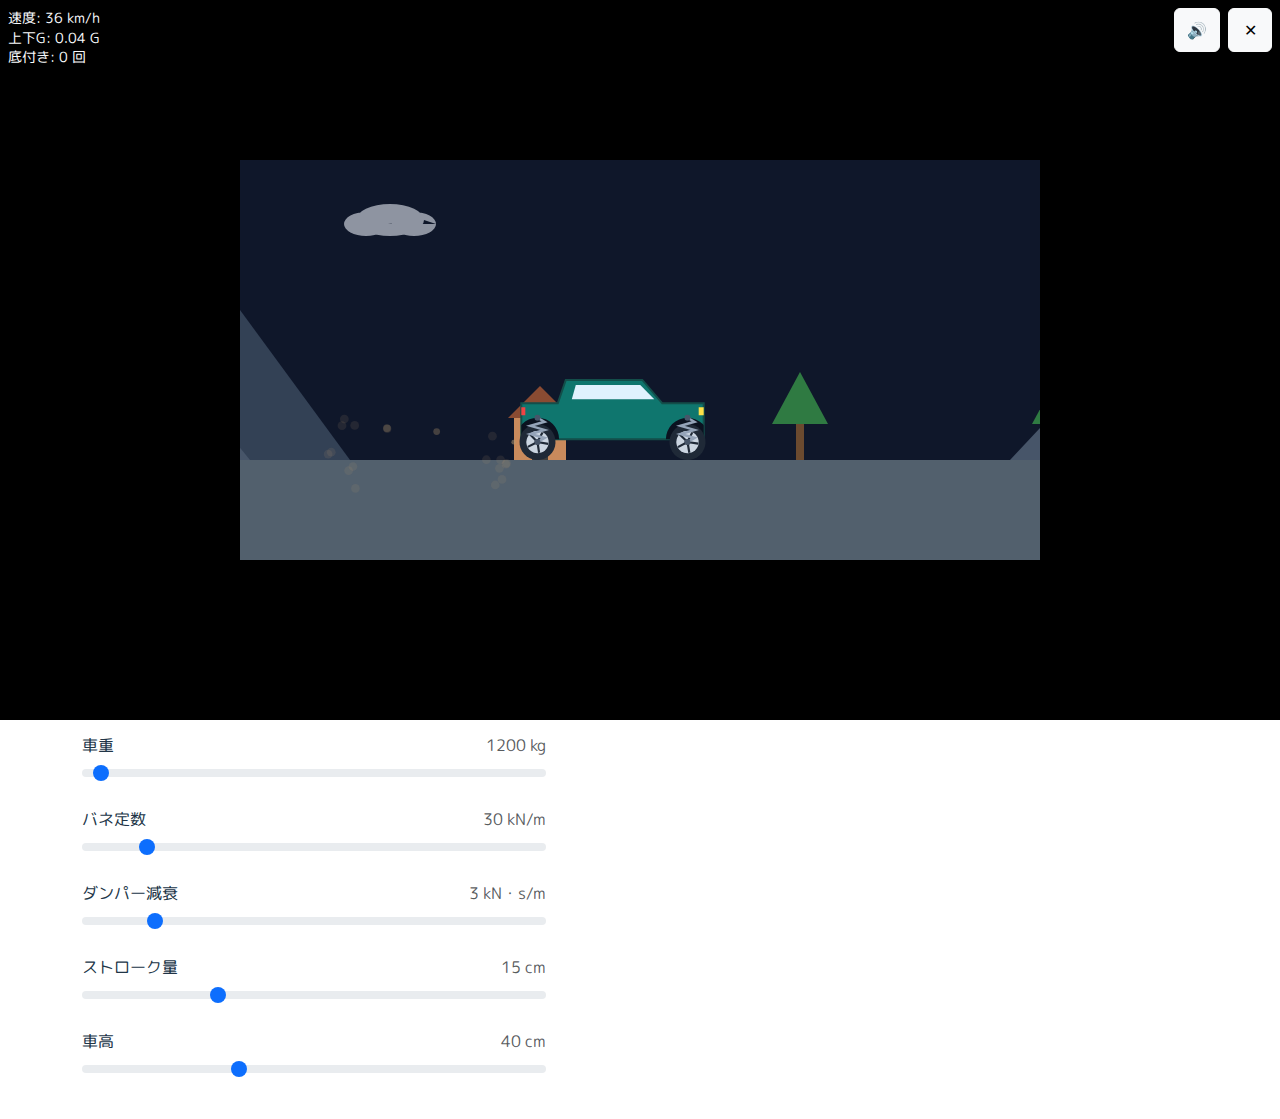 速度: 36 km/h
上下G: 0.04 G
底付き: 0 回
🔊 ✕
車重 1200 kg
バネ定数 30 kN/m
ダンパー減衰 3 kN・s/m
ストローク量 15 cm
車高 40 cm